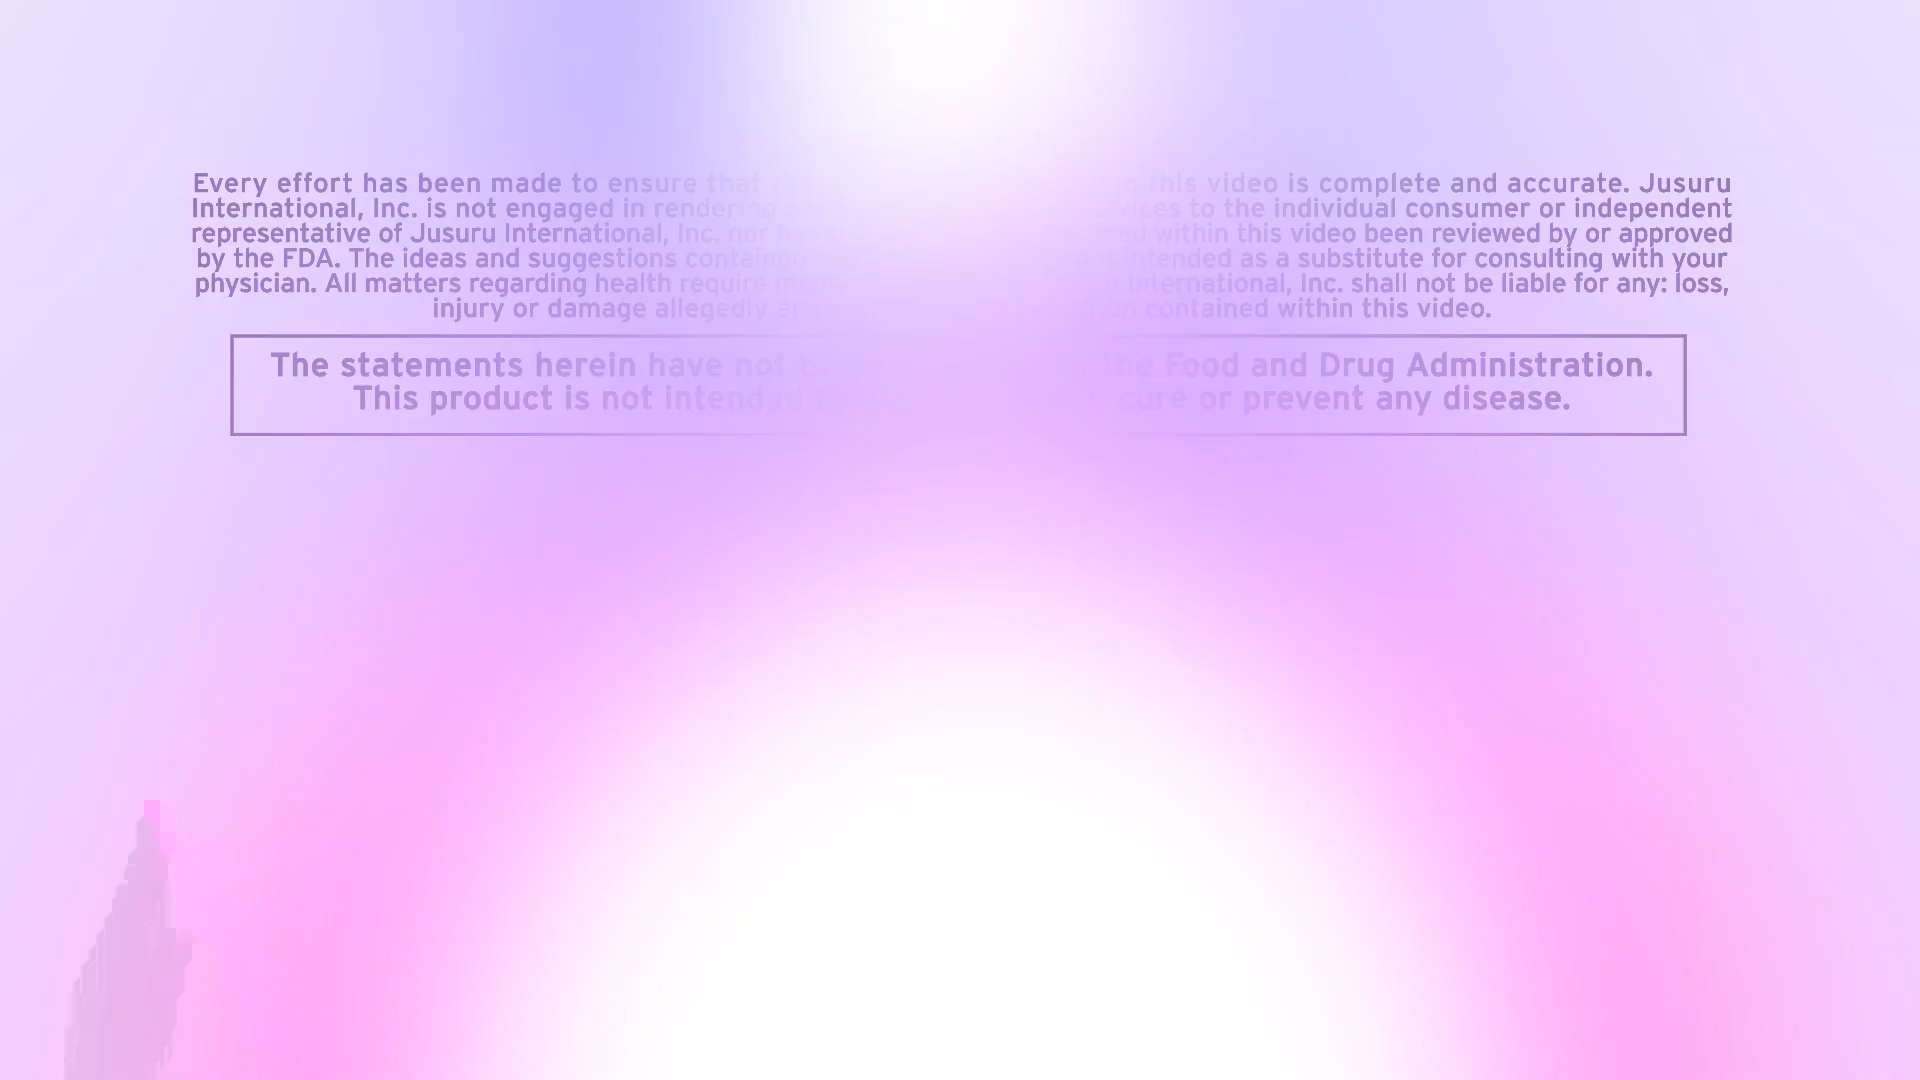 Every effort has been made to ensure that the this video is complete and accurate. Jusuru
International, Inc. is not engaged in rendering to the individual consumer or independent
representative of Jusuru International, Inc. nor within this video been reviewed by or approved
by the FDA. The ideas and suggestions contained intended as a substitute for consulting with your
physician. All matters regarding health require International, Inc. shall not be liable for any: loss,
injury or damage allegedly contained within this video.
The statements herein have not the Food and Drug Administration.
This product is not intended cure or prevent any disease.